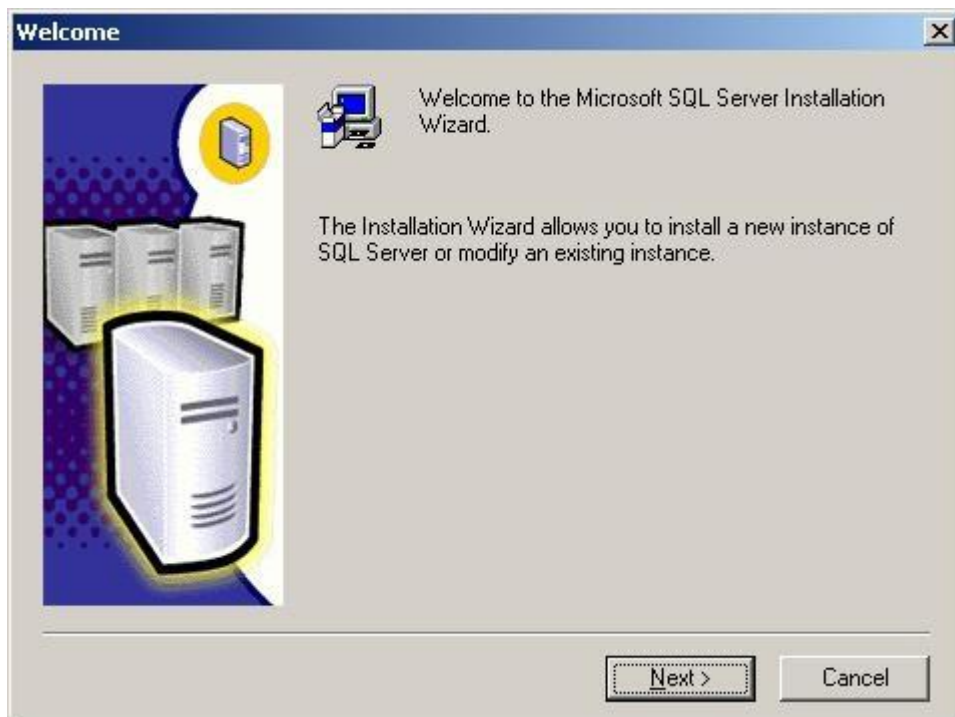 Welcome
Welcome to the Microsoft SQL Server Installation
Wizard.
The Installation Wizard allows you to install a new instance of
SQL Server or modify an existing instance.
Next >
Cancel